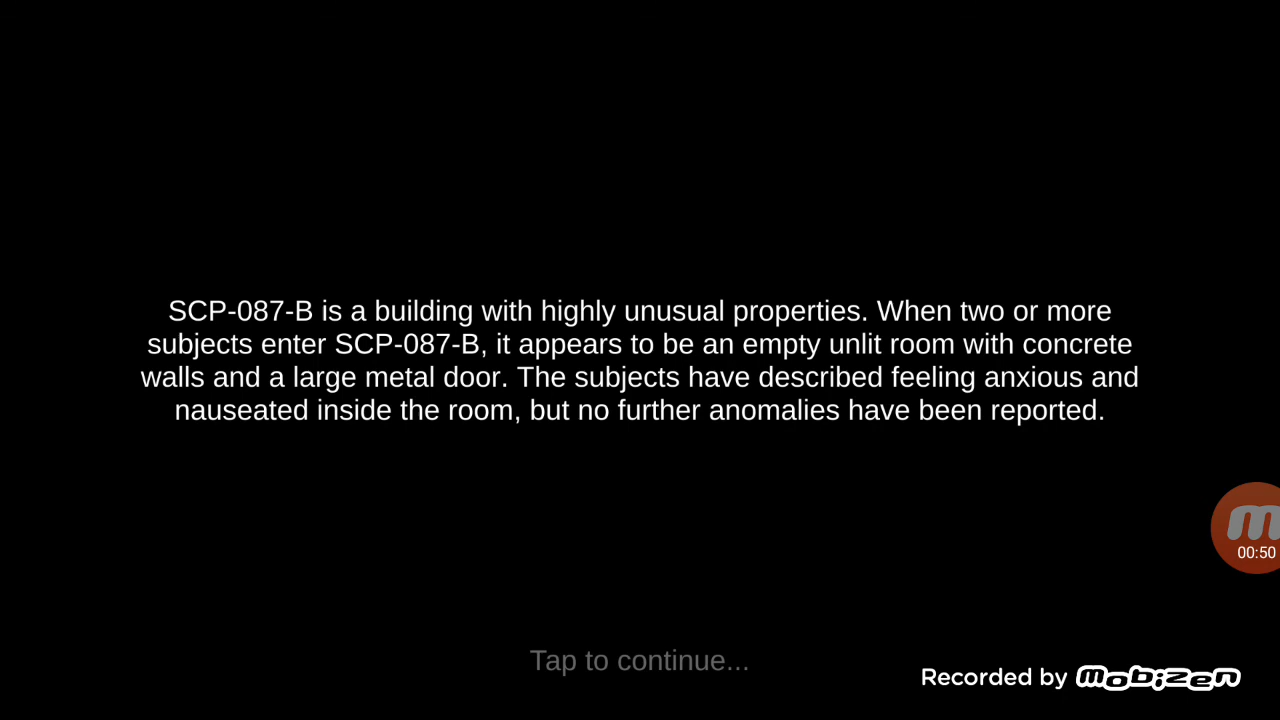 SCP-087-B is a building with highly unusual properties. When two or more
subjects enter SCP-087-B, it appears to be an empty unlit room with concrete
walls and a large metal door. The subjects have described feeling anxious and
nauseated inside the room, but no further anomalies have been reported.
m
00:50
Tap to continue...
Recorded by mobizen